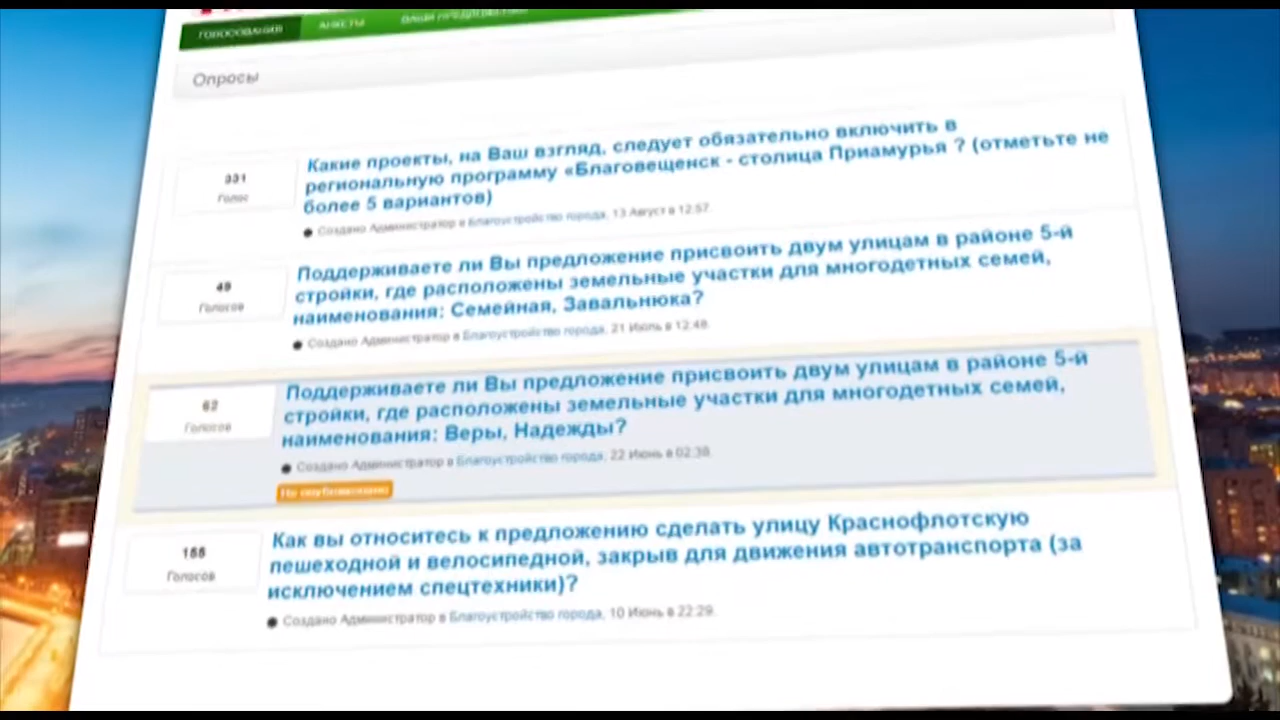 ГОЛОСОВАНИЯ АНКЕТЫ ВАШИ
Опросы
331
Голос
Какие проекты, на Ваш взгляд, следует обязательно включить в
региональную программу «Благовещенск - столица Приамурья ? (отметьте не
более 5 вариантов)
Создано Администратор в Благоустройство города, 13 Август в 12:57.
49
Голосов
Поддерживаете ли Вы предложение присвоить двум улицам в районе 5-й
стройки, где расположены земельные участки для многодетных семей,
наименования: Семейная, Завальнюка?
Создано Администратор в Благоустройство города, 21 Июль в 12:48.
62
Голосов
Поддерживаете ли Вы предложение присвоить двум улицам в районе 5-й
стройки, где расположены земельные участки для многодетных семей,
наименования: Веры, Надежды?
Создано Администратор в Благоустройство города, 22 Июнь в 02:38.
Не опубликовано
Голосов
Как вы относитесь к предложению сделать улицу Краснофлотскую
пешеходной и велосипедной, закрыв для движения автотранспорта (за
исключением спецтехники)?
Создано Администратор в Благоустройство города, 10 Июнь в 22:29.